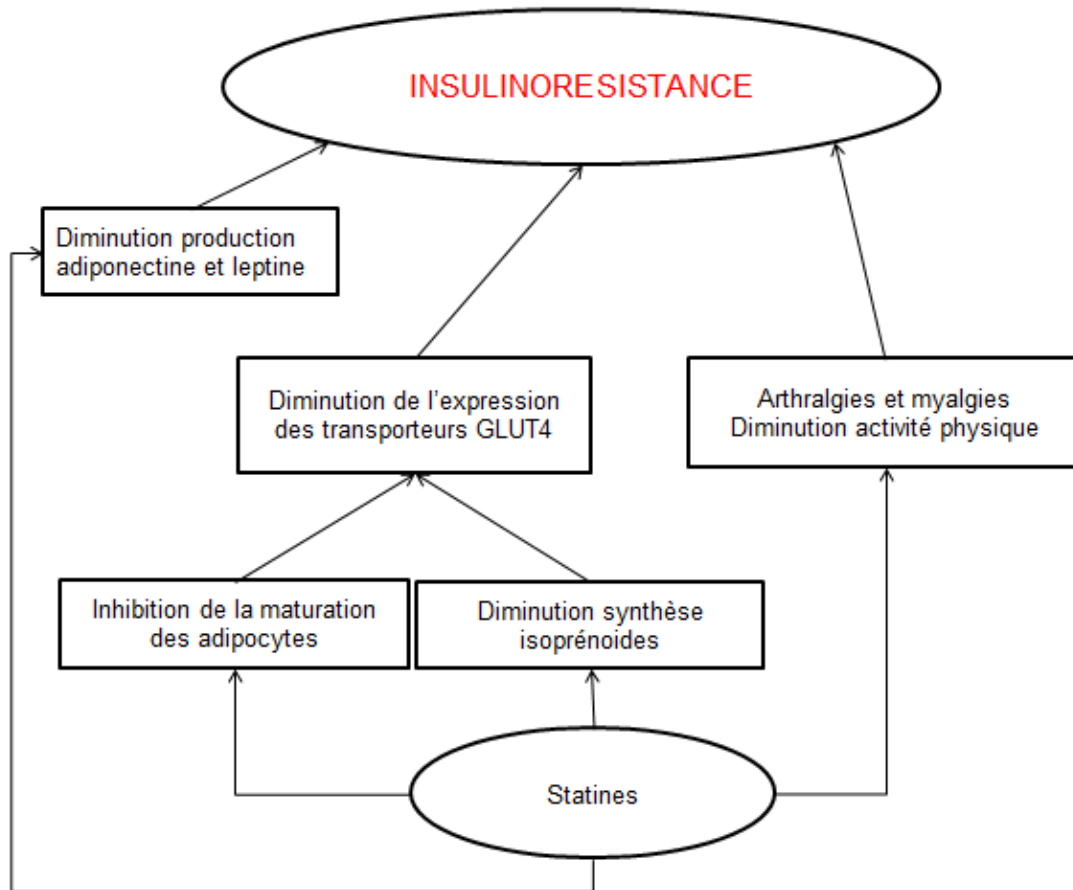 INSULINORESISTANCE
Diminution production
adiponectine et leptine
Diminution de l'expression
des transporteurs GLUT4
Arthralgies et myalgies
Diminution activité physique
Inhibition de la maturation
des adipocytes
Diminution synthèse
isoprénoides
Statines